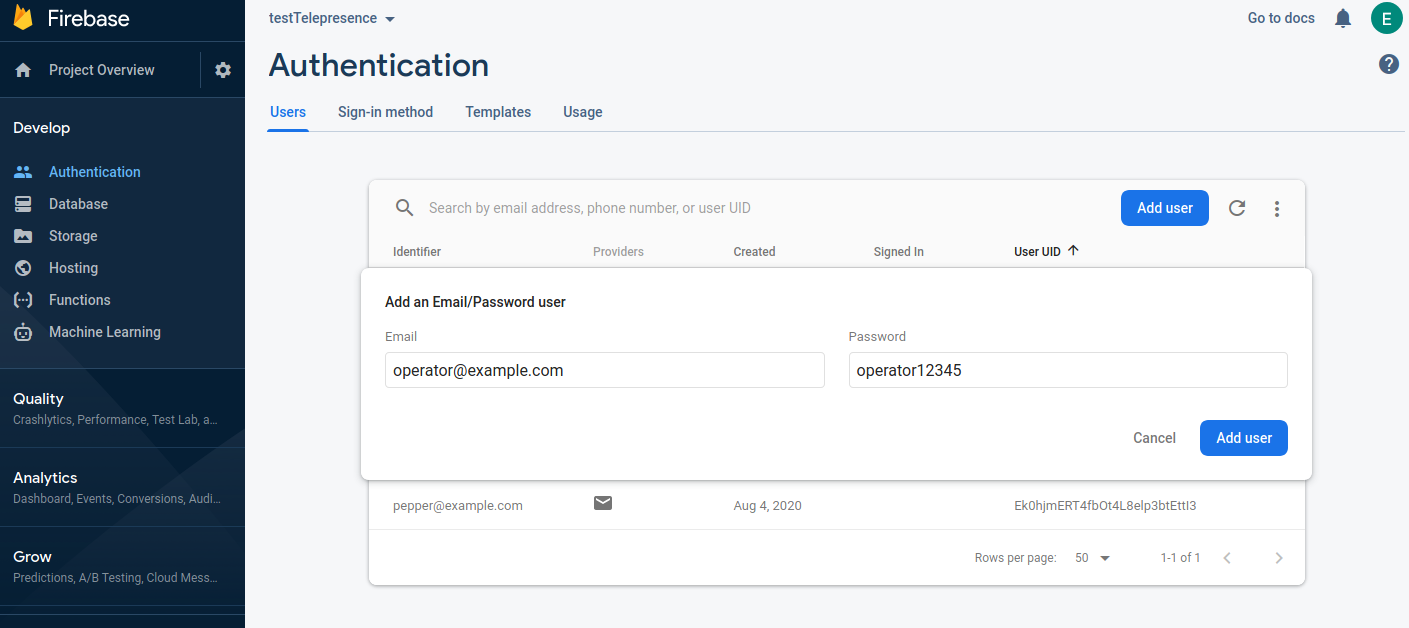 Firebase
Project Overview
Develop
Authentication
Database
Storage
Hosting
Functions
Machine Learning
Quality
Crashlytics, Performance, Test Lab, a...
Analytics
Dashboard, Events, Conversions, Audi...
Grow
Predictions, A/B Testing, Cloud Mess...
testTelepresence
Go to docs
E
Authentication
?
Users Sign-in method Templates Usage
Search by email address, phone number, or user UID
Add user
Identifier Providers Created Signed In User UID
Add an Email/Password user
Email Password
operator@example.com operator12345
Cancel Add user
pepper@example.com Aug 4, 2020 Ek0hjmERT4fbOt4L8elp3btEttI3
Rows per page: 50 1-1 of 1